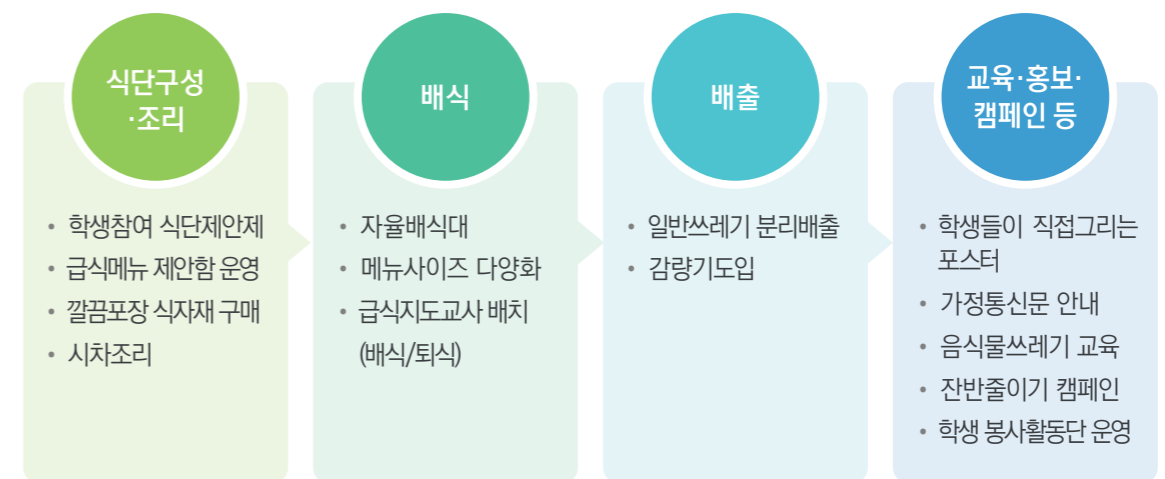 식단구성
·조리
• 학생참여 식단제안제
• 급식메뉴 제안함 운영
• 깔끔포장 식자재 구매
• 시차조리
배식
• 자율배식대
• 메뉴사이즈 다양화
• 급식지도교사 배치
(배식/퇴식)
배출
• 일반쓰레기 분리배출
• 감량기도입
교육·홍보·
캠페인 등
• 학생들이 직접그리는
포스터
• 가정통신문 안내
• 음식물쓰레기 교육
• 잔반줄이기 캠페인
• 학생 봉사활동단 운영